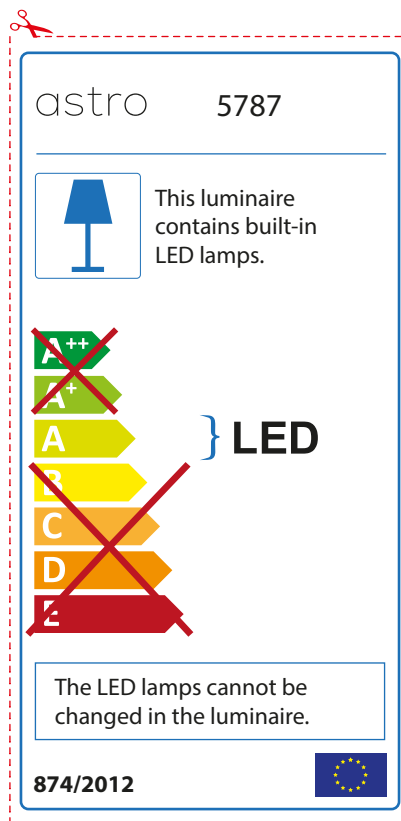 astro 5787
This luminaire
contains built-in
LED lamps.
A++
A+
A
B
C
D
E
} LED
The LED lamps cannot be
changed in the luminaire.
874/2012